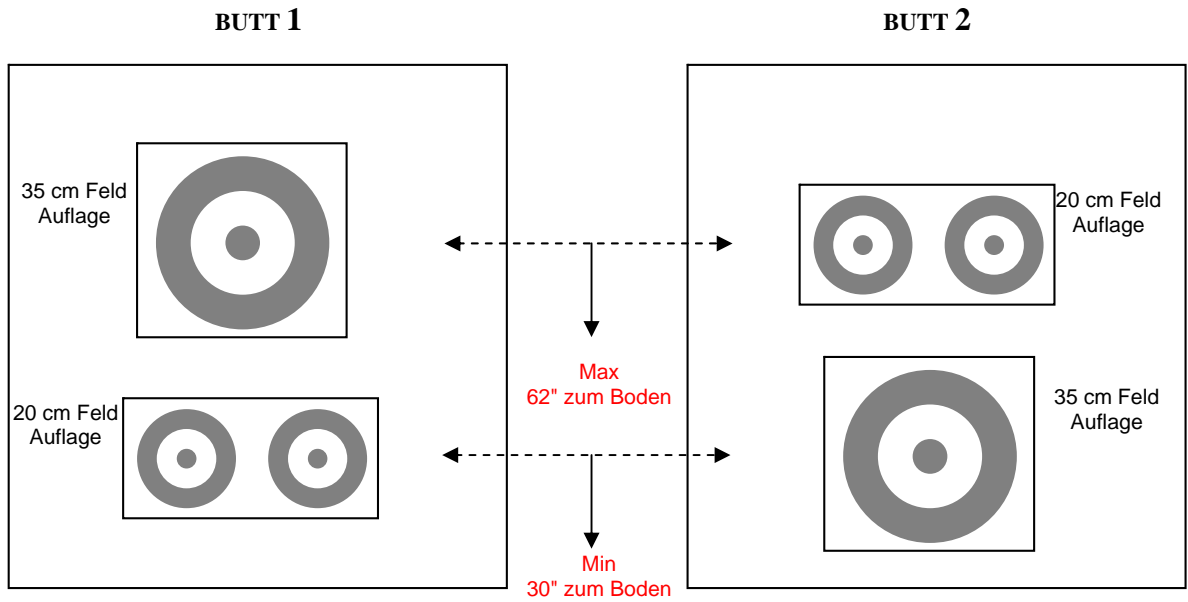 BUTT 1
BUTT 2
35 cm Feld
Auflage
20 cm Feld
Auflage
Max
62" zum Boden
20 cm Feld
Auflage
35 cm Feld
Auflage
Min
30" zum Boden